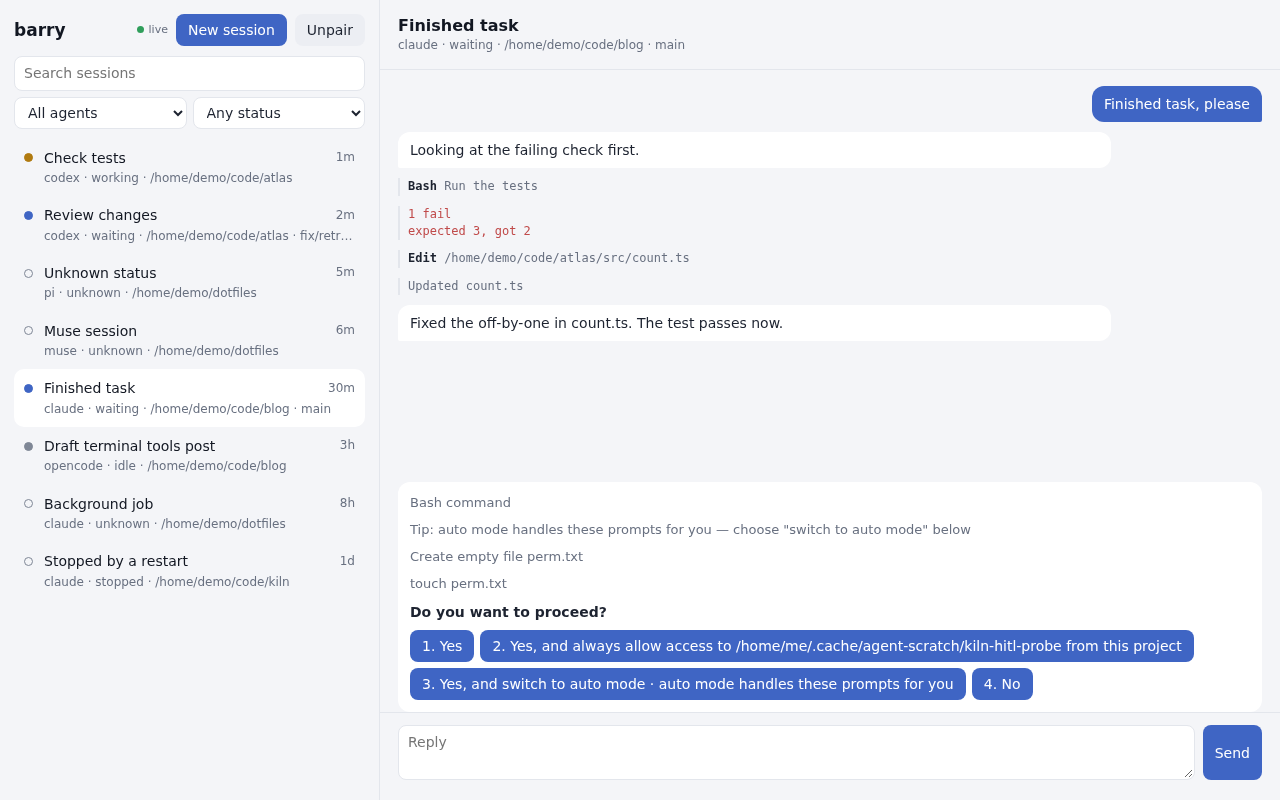 barry
live
New session
Unpair
Search sessions
All agents
Any status
Check tests
1m
codex · working · /home/demo/code/atlas
Review changes
2m
codex · waiting · /home/demo/code/atlas · fix/retr…
Unknown status
5m
pi · unknown · /home/demo/dotfiles
Muse session
6m
muse · unknown · /home/demo/dotfiles
Finished task
30m
claude · waiting · /home/demo/code/blog · main
Draft terminal tools post
3h
opencode · idle · /home/demo/code/blog
Background job
8h
claude · unknown · /home/demo/dotfiles
Stopped by a restart
1d
claude · stopped · /home/demo/code/kiln
Finished task
claude · waiting · /home/demo/code/blog · main
Finished task, please
Looking at the failing check first.
Bash Run the tests
1 fail
expected 3, got 2
Edit /home/demo/code/atlas/src/count.ts
Updated count.ts
Fixed the off-by-one in count.ts. The test passes now.
Bash command
Tip: auto mode handles these prompts for you — choose "switch to auto mode" below
Create empty file perm.txt
touch perm.txt
Do you want to proceed?
1. Yes
2. Yes, and always allow access to /home/me/.cache/agent-scratch/kiln-hitl-probe from this project
3. Yes, and switch to auto mode · auto mode handles these prompts for you
4. No
Reply
Send